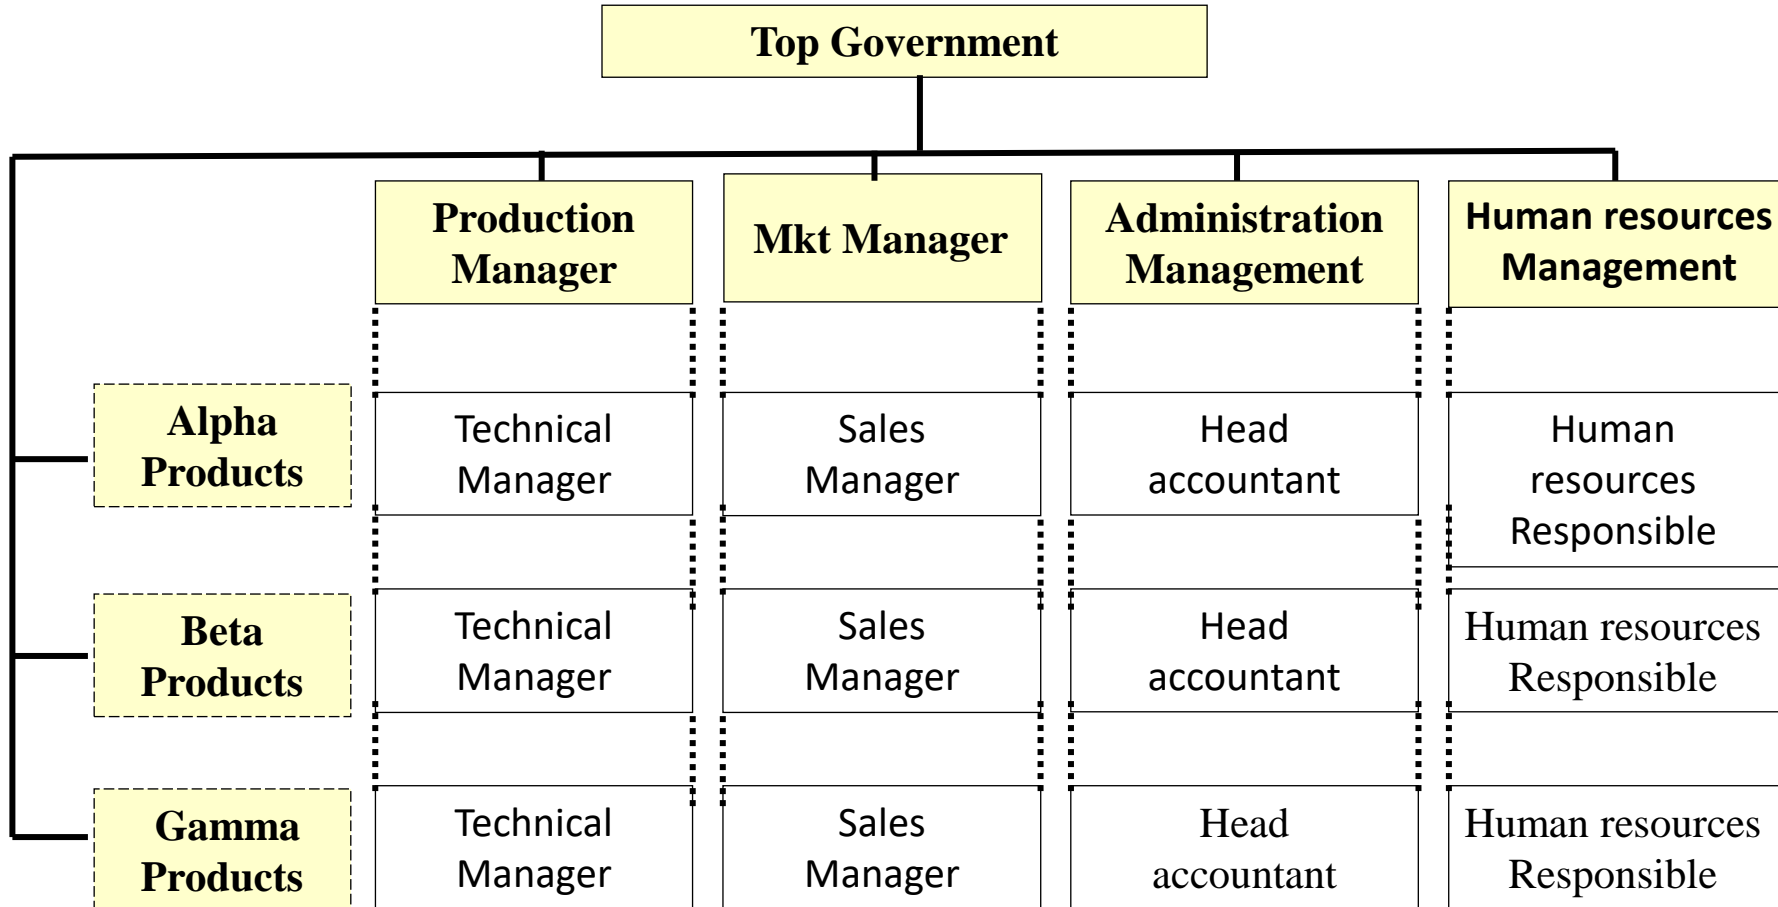 Top Government
Production
Manager
Mkt Manager
Administration
Management
Human resources
Management
Alpha
Products
Technical
Manager
Sales
Manager
Head
accountant
Human
resources
Responsible
Beta
Products
Technical
Manager
Sales
Manager
Head
accountant
Human resources
Responsible
Gamma
Products
Technical
Manager
Sales
Manager
Head
accountant
Human resources
Responsible